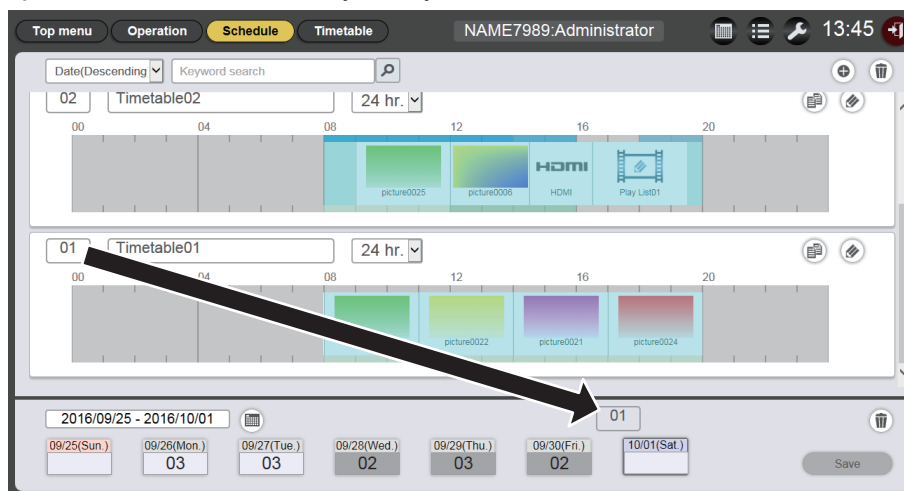 Top menu Operation Schedule Timetable NAME7989:Administrator 13:45
Date(Descending Keyword search
02 Timetable02 24 hr.
00 04 08 12 16 20
picture0025 picture0006 HDMI HDMI Play List01
01 Timetable01 24 hr.
00 04 08 12 16 20
picture0022 picture0021 picture0024
2016/09/25 - 2016/10/01 01
09/25(Sun.) 09/26(Mon.) 09/27(Tue.) 09/28(Wed.) 09/29(Thu.) 09/30(Fri.) 10/01(Sat.)
03 03 02 03 02 Save